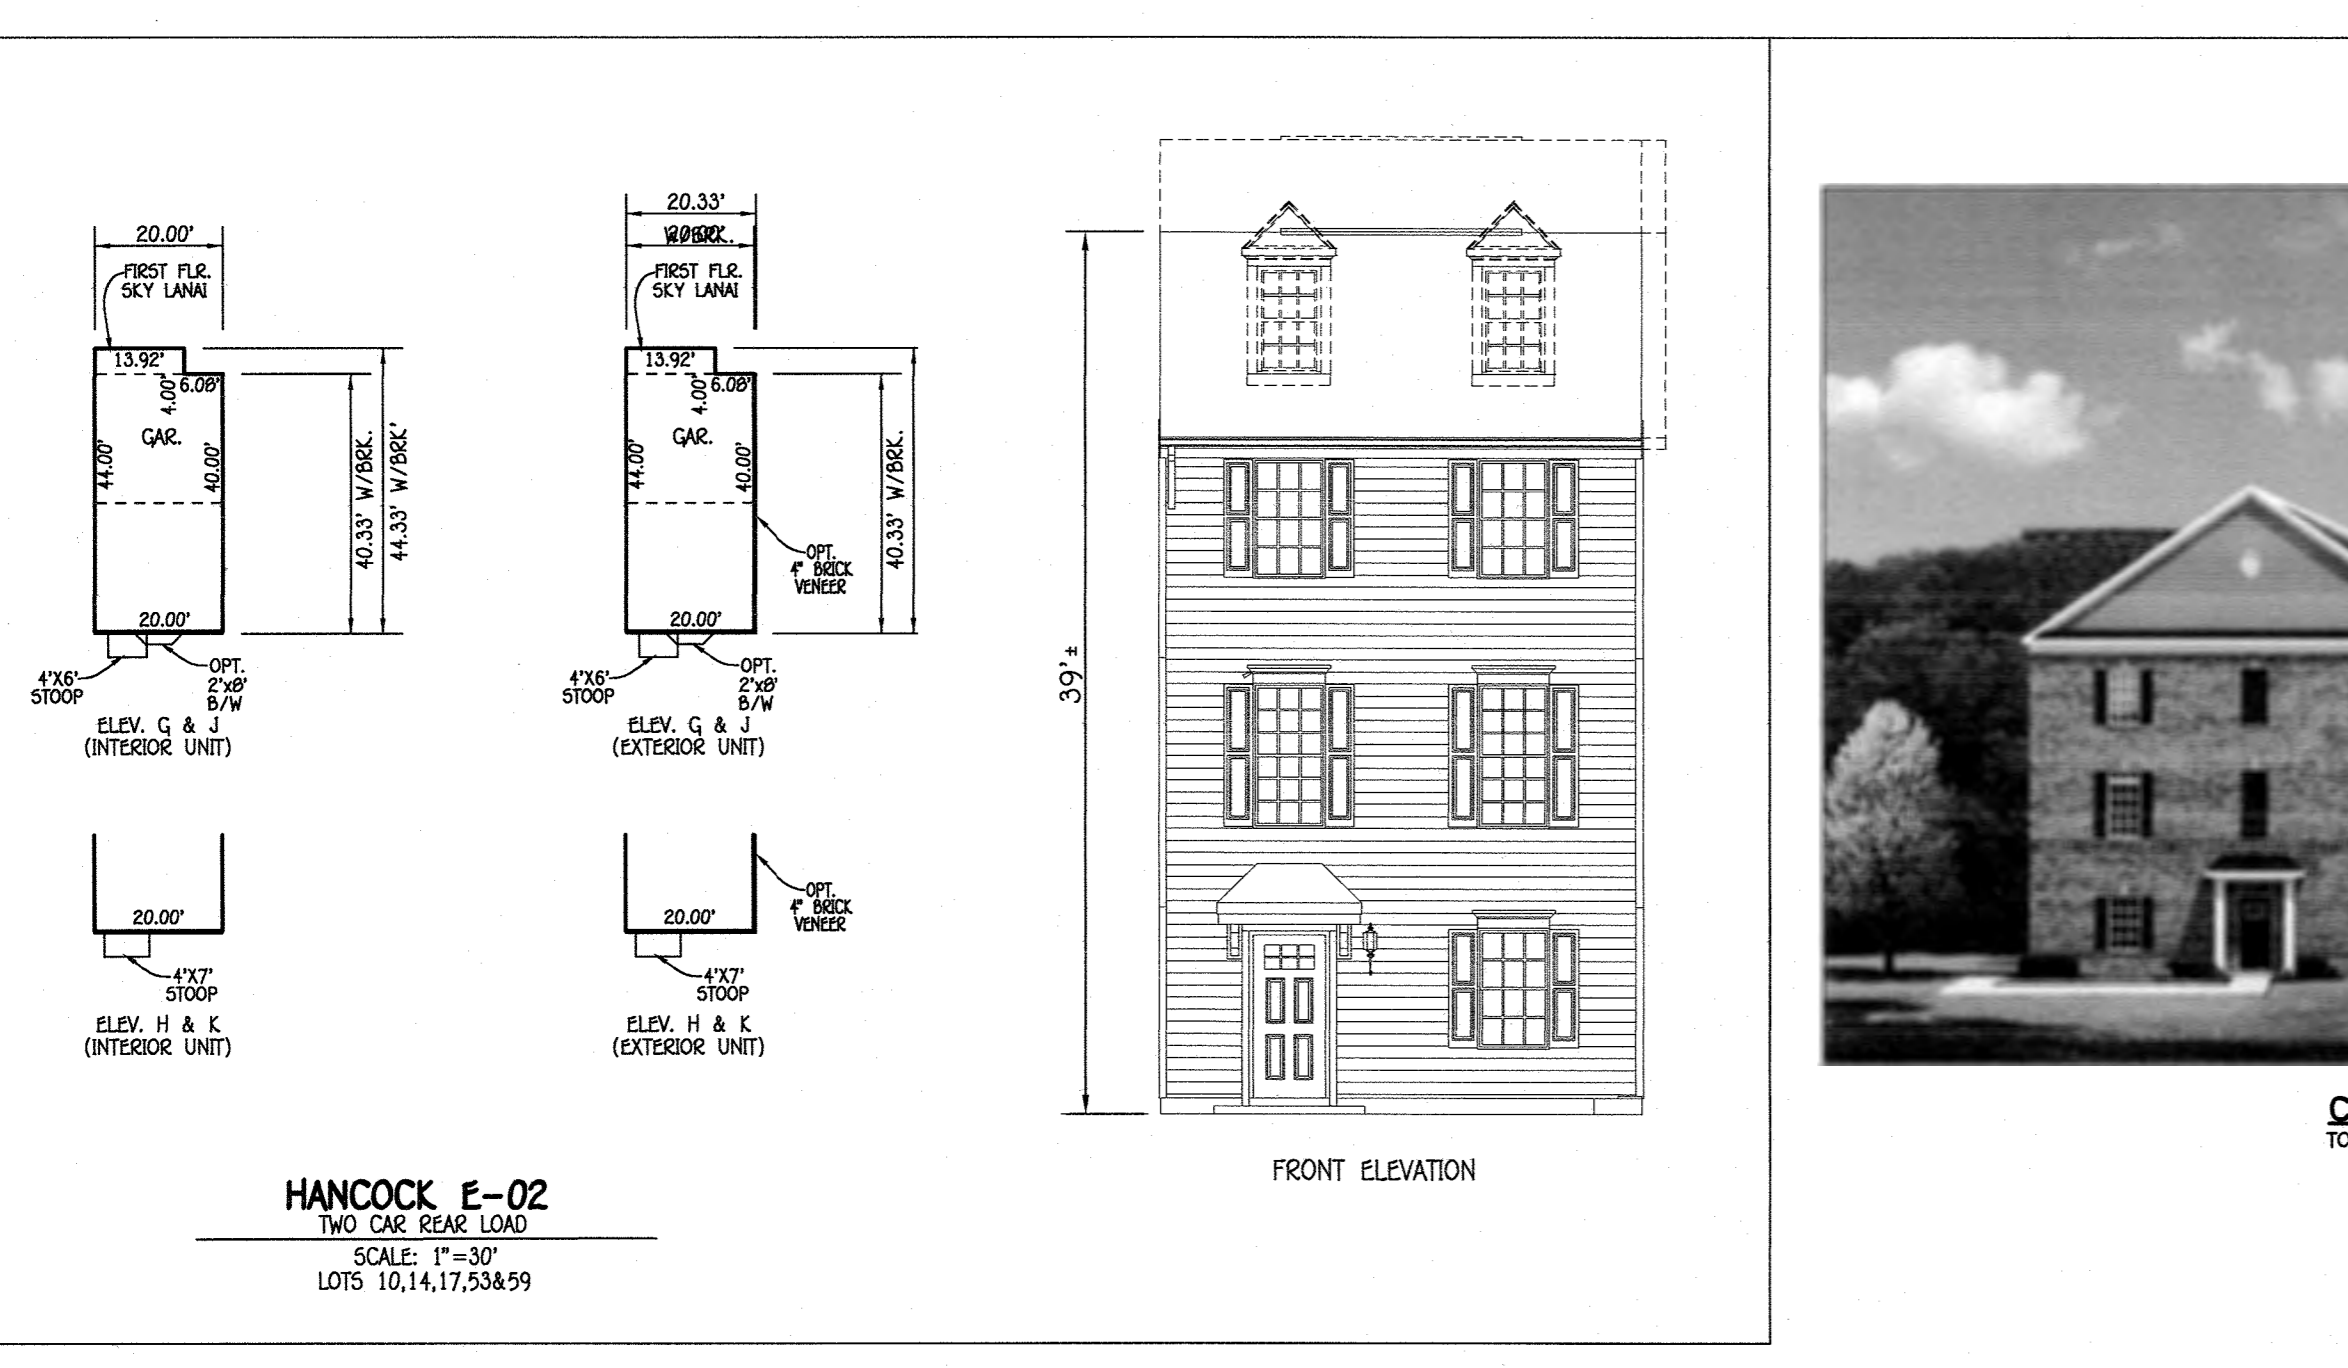 20.00'
FIRST FLR.
SKY LANAI
13.92'
6.08'
4.00'
GAR.
44.00'
40.00'
40.33' W/BRK.
44.33' W/BRK'
20.00'
4'X6'
STOOP
OPT.
2'x8'
B/W
ELEV. G & J
(INTERIOR UNIT)
20.33'
W/BRK.
20.00'
FIRST FLR.
SKY LANAI
13.92'
6.08'
4.00'
GAR.
44.00'
40.00'
40.33' W/BRK.
OPT.
4" BRICK
VENEER
20.00'
4'X6'
STOOP
OPT.
2'x8'
B/W
ELEV. G & J
(EXTERIOR UNIT)
20.00'
4'X7'
STOOP
ELEV. H & K
(INTERIOR UNIT)
20.00'
OPT.
4" BRICK
VENEER
4'X7'
STOOP
ELEV. H & K
(EXTERIOR UNIT)
HANCOCK E-02
TWO CAR REAR LOAD
SCALE: 1"=30'
LOTS 10,14,17,53&59
39'±
FRONT ELEVATION